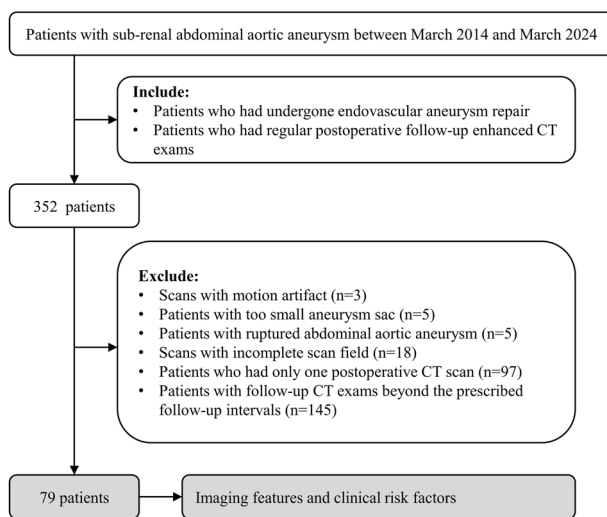 Patients with sub-renal abdominal aortic aneurysm between March 2014 and March 2024
Include:
• Patients who had undergone endovascular aneurysm repair
• Patients who had regular postoperative follow-up enhanced CT
exams
352 patients
Exclude:
• Scans with motion artifact (n=3)
• Patients with too small aneurysm sac (n=5)
• Patients with ruptured abdominal aortic aneurysm (n=5)
• Scans with incomplete scan field (n=18)
• Patients who had only one postoperative CT scan (n=97)
• Patients with follow-up CT exams beyond the prescribed
follow-up intervals (n=145)
79 patients
Imaging features and clinical risk factors